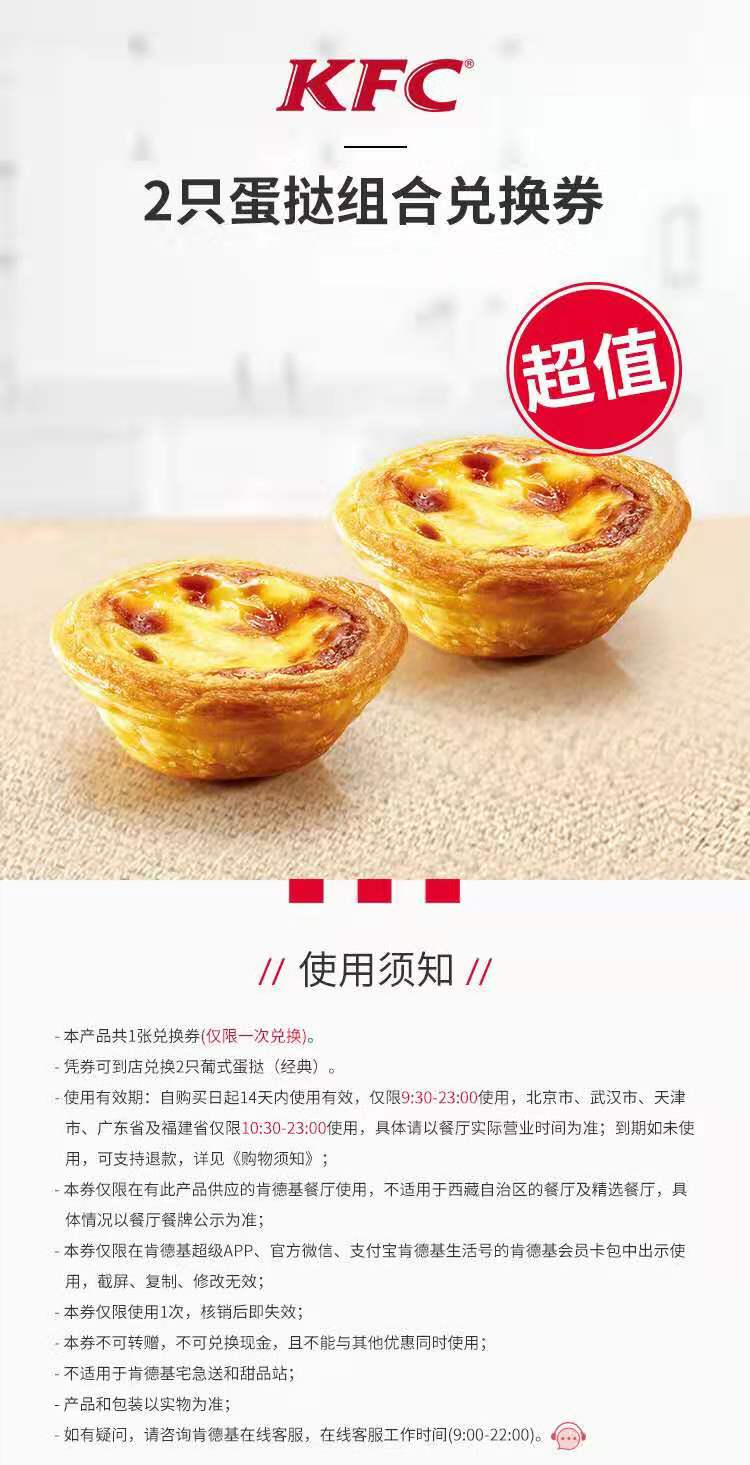 KFC®
2只蛋挞组合兑换券
超值
// 使用须知 //
- 本产品共1张兑换券(仅限一次兑换)。
- 凭券可到店兑换2只葡式蛋挞（经典）。
- 使用有效期：自购买日起14天内使用有效，仅限9:30-23:00使用，北京市、武汉市、天津
市、广东省及福建省仅限10:30-23:00使用，具体请以餐厅实际营业时间为准；到期如未使
用，可支持退款，详见《购物须知》；
- 本券仅限在有此产品供应的肯德基餐厅使用，不适用于西藏自治区的餐厅及精选餐厅，具
体情况以餐厅餐牌公示为准；
- 本券仅限在肯德基超级APP、官方微信、支付宝肯德基生活号的肯德基会员卡包中出示使
用，截屏、复制、修改无效；
- 本券仅限使用1次，核销后即失效；
- 本券不可转赠，不可兑换现金，且不能与其他优惠同时使用；
- 不适用于肯德基宅急送和甜品站；
- 产品和包装以实物为准；
- 如有疑问，请咨询肯德基在线客服，在线客服工作时间(9:00-22:00)。